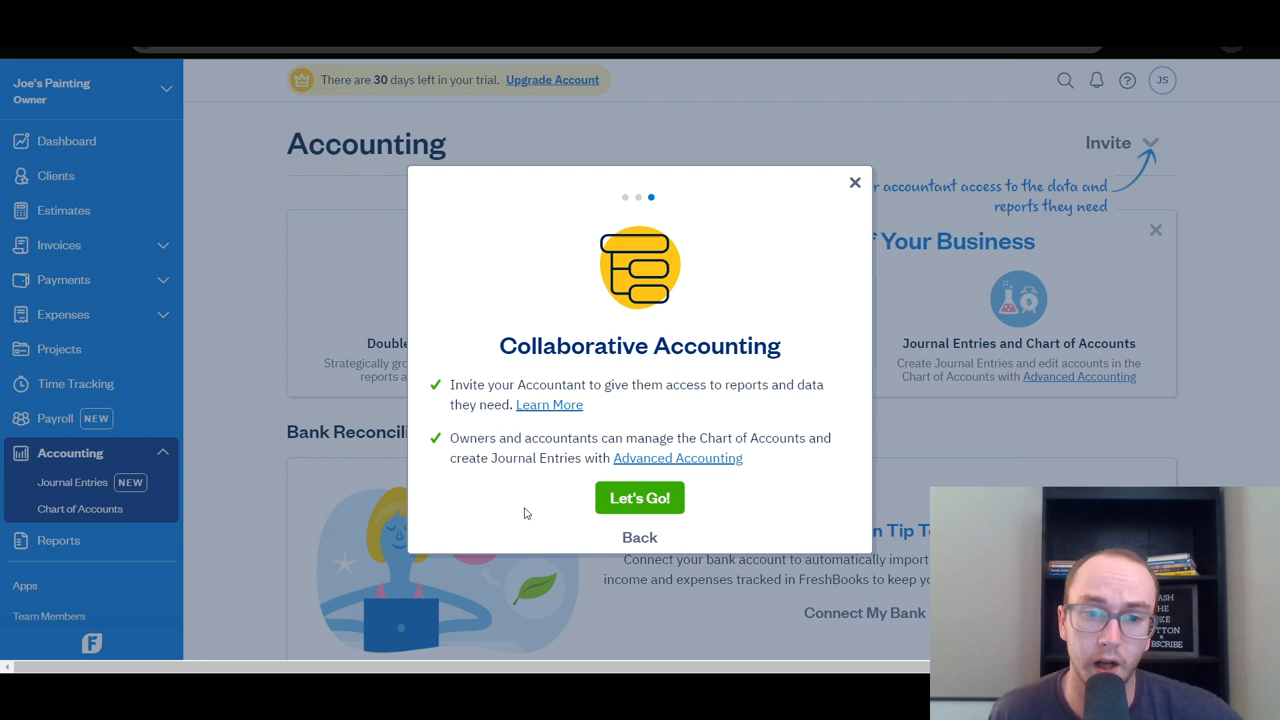 Joe's Painting
Owner
Dashboard
Clients
Estimates
Invoices
Payments
Expenses
Projects
Time Tracking
Payroll NEW
Accounting
Journal Entries NEW
Chart of Accounts
Reports
Apps
Team Members
There are 30 days left in your trial. Upgrade Account
JS
Accounting
Invite
accountant access to the data and
reports they need
of Your Business
Journal Entries and Chart of Accounts
Create Journal Entries and edit accounts in the
Chart of Accounts with Advanced Accounting
Strategically
reports
Collaborative Accounting
Invite your Accountant to give them access to reports and data
they need. Learn More
Owners and accountants can manage the Chart of Accounts and
create Journal Entries with Advanced Accounting
Let's Go!
Back
Bank
Tip
Connect your bank account to automatically
income and expenses tracked in FreshBooks to keep
Connect My Bank